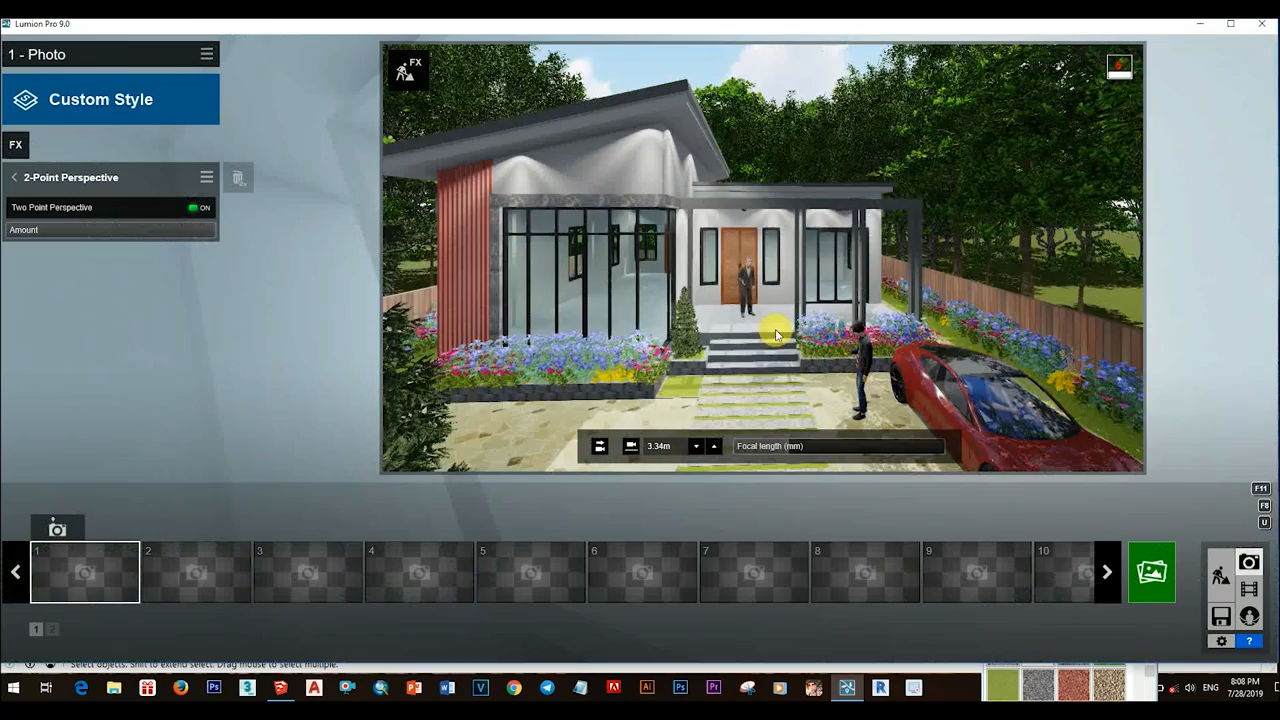 Lumion Pro 9.0
1 - Photo
Custom Style
FX
2-Point Perspective
Two Point Perspective
ON
Amount
FX
3.34m
Focal length (mm)
F11
F8
U
1
2
3
4
5
6
7
8
9
10
1
2
?
Select objects. Shift to extend select. Drag mouse to select multiple.
ENG
8:08 PM
7/28/2019